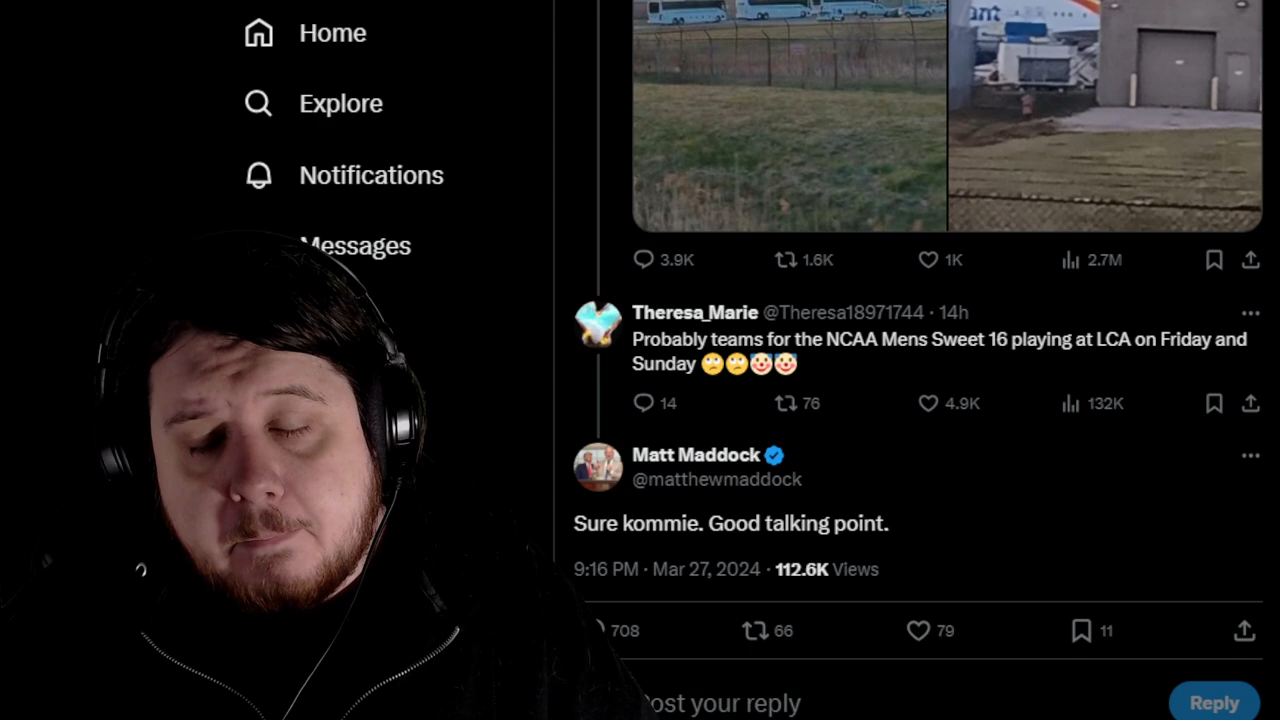 Home
Explore
Notifications
Messages
3.9K 1.6K 1K 2.7M
Theresa_Marie @Theresa18971744 · 14h
Probably teams for the NCAA Mens Sweet 16 playing at LCA on Friday and
Sunday 🙄🙄🤡🤡
14 76 4.9K 132K
Matt Maddock
@matthewmaddock
Sure kommie. Good talking point.
9:16 PM · Mar 27, 2024 · 112.6K Views
708 66 79 11
ost your reply
Reply